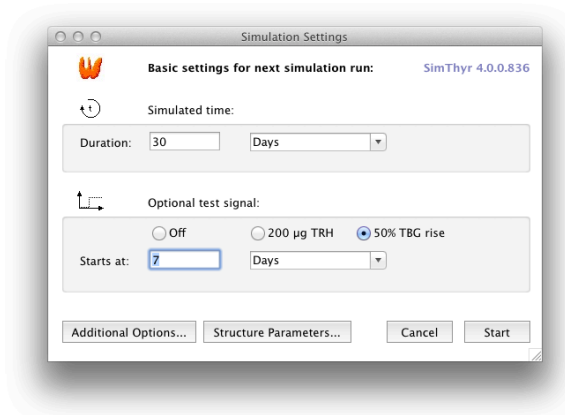 Simulation Settings
Basic settings for next simulation run: SimThyr 4.0.0.836
t
Simulated time:
Duration: 30 Days
Optional test signal:
Off 200 µg TRH 50% TBG rise
Starts at: 7 Days
Additional Options... Structure Parameters... Cancel Start